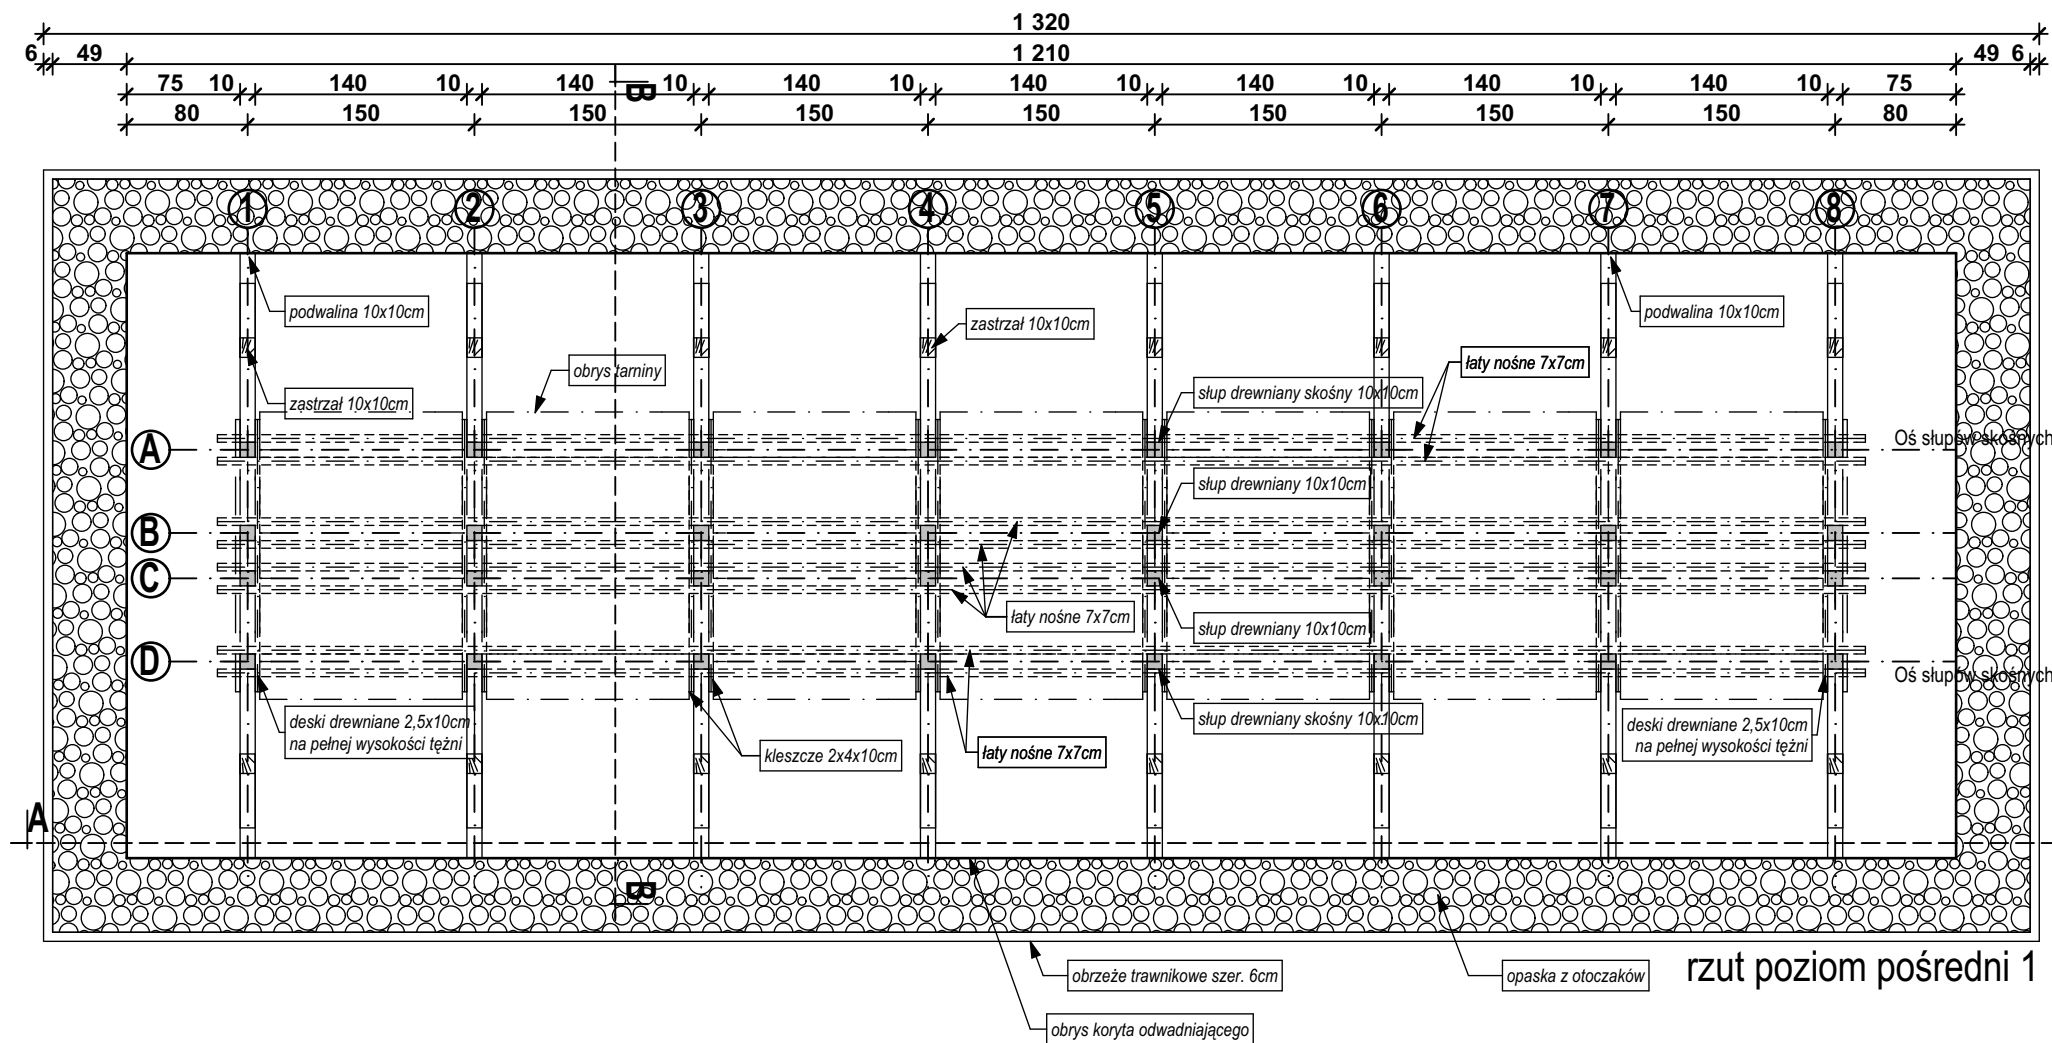 1 320
6 49 1 210 49 6
75 10 140 10 140 10 140 10 140 10 140 10 140 10 140 10 75
80 150 150 150 150 150 150 150 80
B
1 2 3 4 5 6 7 8
podwalina 10x10cm
podwalina 10x10cm
zastrzał 10x10cm
łaty nośne 7x7cm
obrys tarniny
zastrzał 10x10cm
słup drewniany skośny 10x10cm
A
Oś słupów skośnych
słup drewniany 10x10cm
B
C
łaty nośne 7x7cm
słup drewniany 10x10cm
D
Oś słupów skośnych
deski drewniane 2,5x10cm
na pełnej wysokości tężni
słup drewniany skośny 10x10cm
deski drewniane 2,5x10cm
na pełnej wysokości tężni
kleszcze 2x4x10cm
łaty nośne 7x7cm
A
B
rzut poziom pośredni 1
obrzeże trawnikowe szer. 6cm
opaska z otoczaków
obrys koryta odwadniającego